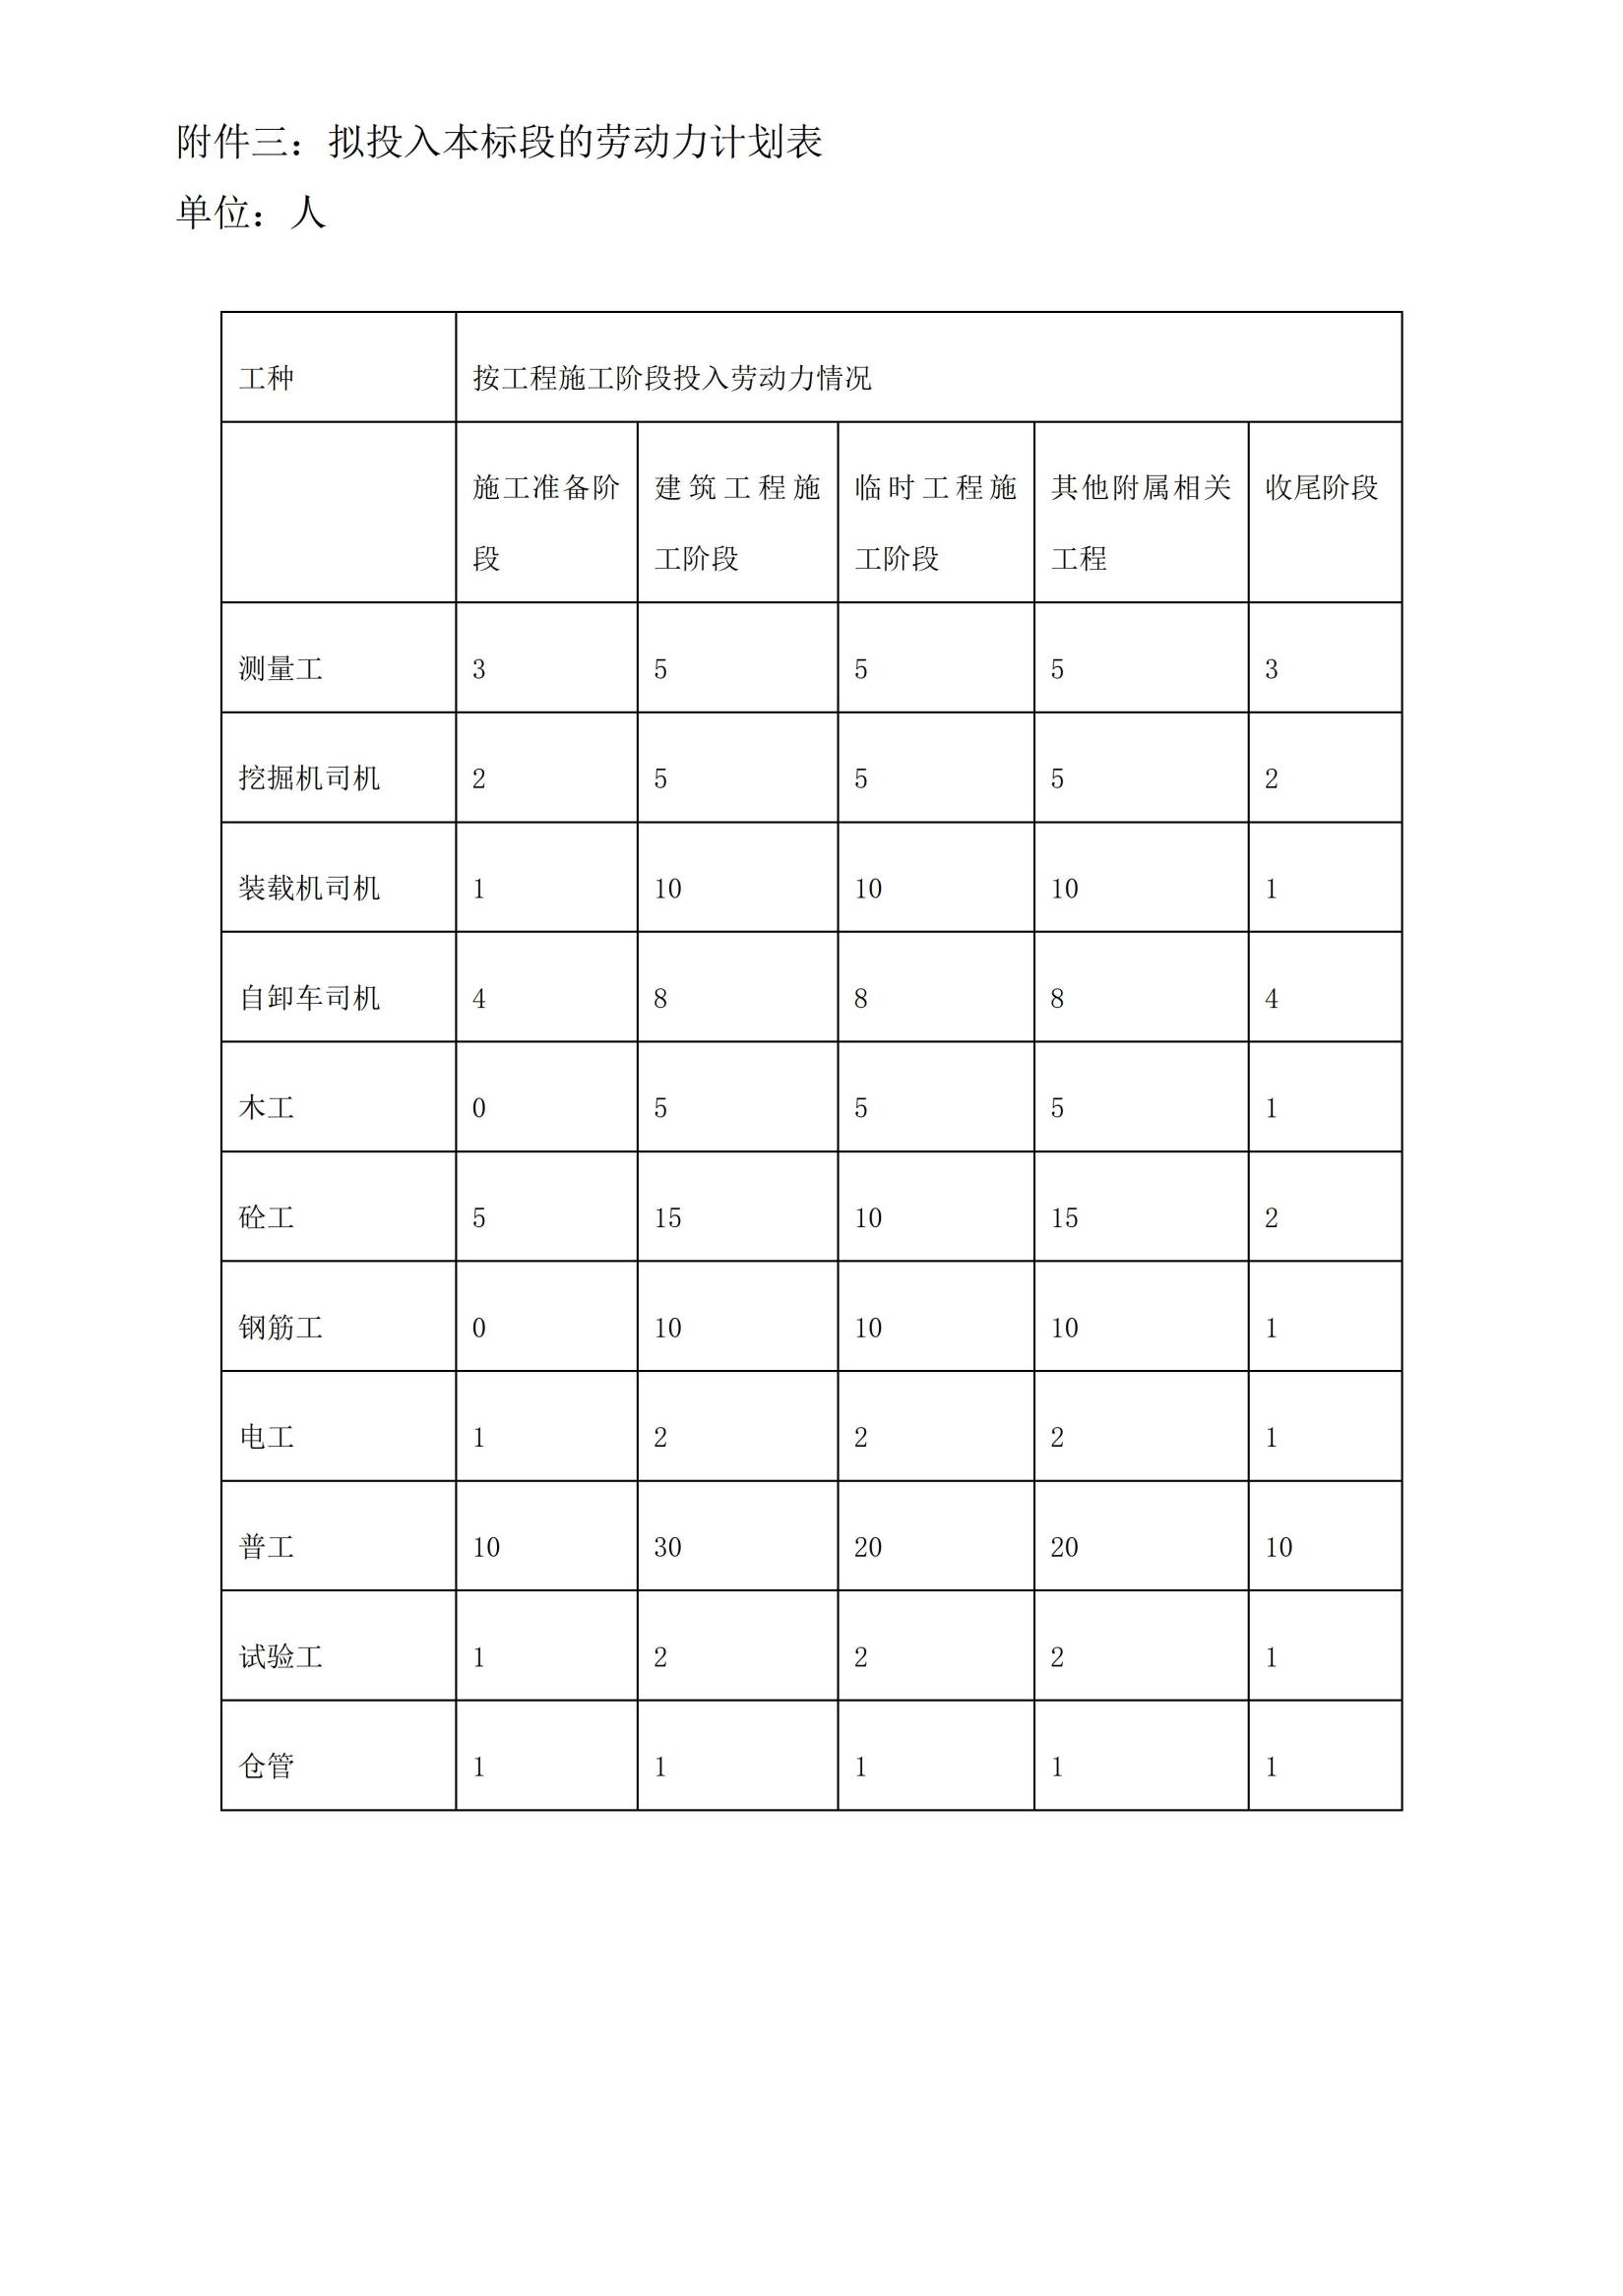 附件三：拟投入本标段的劳动力计划表
单位：人
工种 按工程施工阶段投入劳动力情况
施工准备阶段 建筑工程施工阶段 临时工程施工阶段 其他附属相关工程 收尾阶段
测量工 3 5 5 5 3
挖掘机司机 2 5 5 5 2
装载机司机 1 10 10 10 1
自卸车司机 4 8 8 8 4
木工 0 5 5 5 1
砼工 5 15 10 15 2
钢筋工 0 10 10 10 1
电工 1 2 2 2 1
普工 10 30 20 20 10
试验工 1 2 2 2 1
仓管 1 1 1 1 1